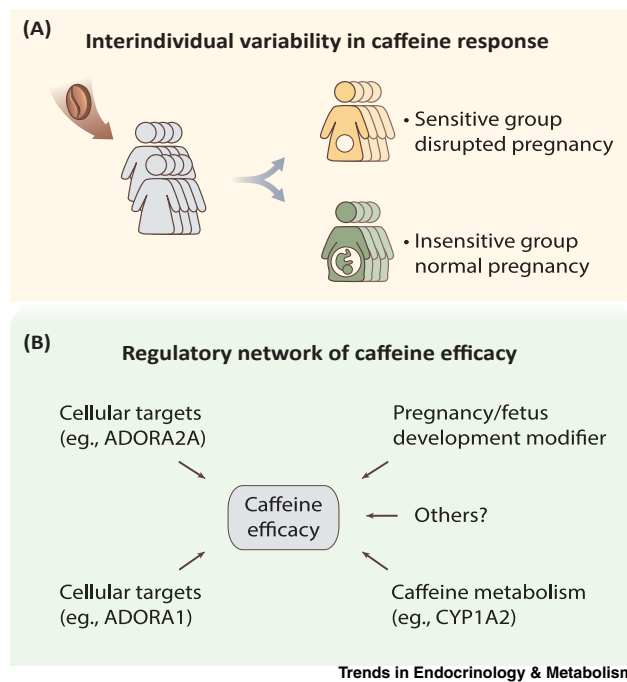 (A)
Interindividual variability in caffeine response
• Sensitive group
disrupted pregnancy
• Insensitive group
normal pregnancy
(B)
Regulatory network of caffeine efficacy
Cellular targets
(eg., ADORA2A)
Pregnancy/fetus
development modifier
Caffeine
efficacy
Others?
Cellular targets
(eg., ADORA1)
Caffeine metabolism
(eg., CYP1A2)
Trends in Endocrinology & Metabolism